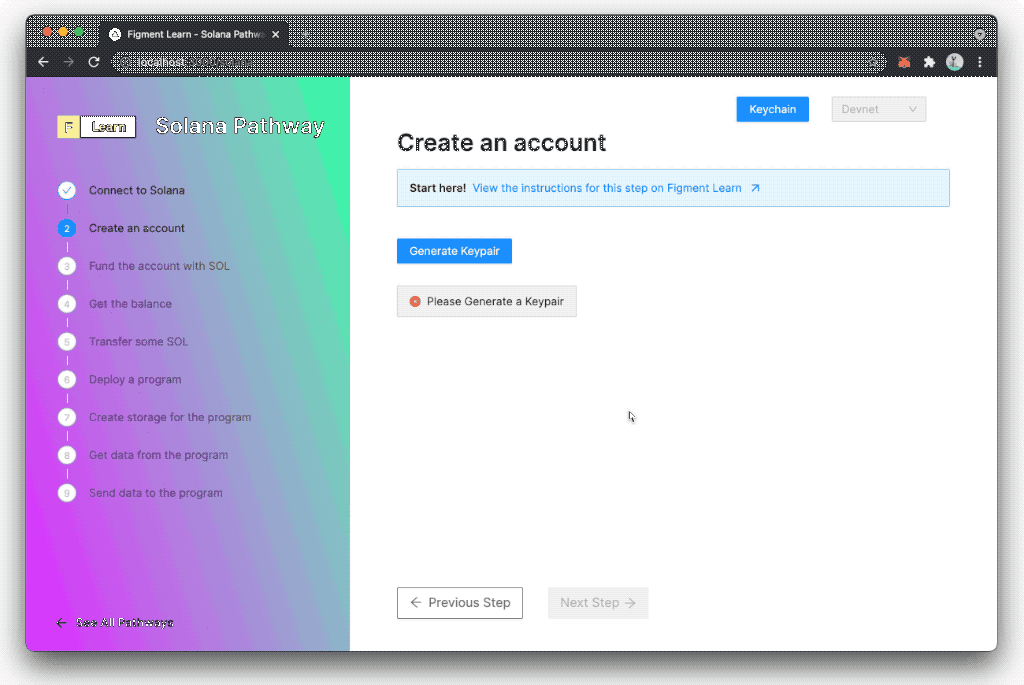 Figment Learn - Solana Pathw
localhost
F Learn Solana Pathway
Connect to Solana
2 Create an account
3 Fund the account with SOL
4 Get the balance
5 Transfer some SOL
6 Deploy a program
7 Create storage for the program
8 Get data from the program
9 Send data to the program
← See All Pathways
Keychain
Devnet
Create an account
Start here! View the instructions for this step on Figment Learn
Generate Keypair
Please Generate a Keypair
← Previous Step
Next Step →